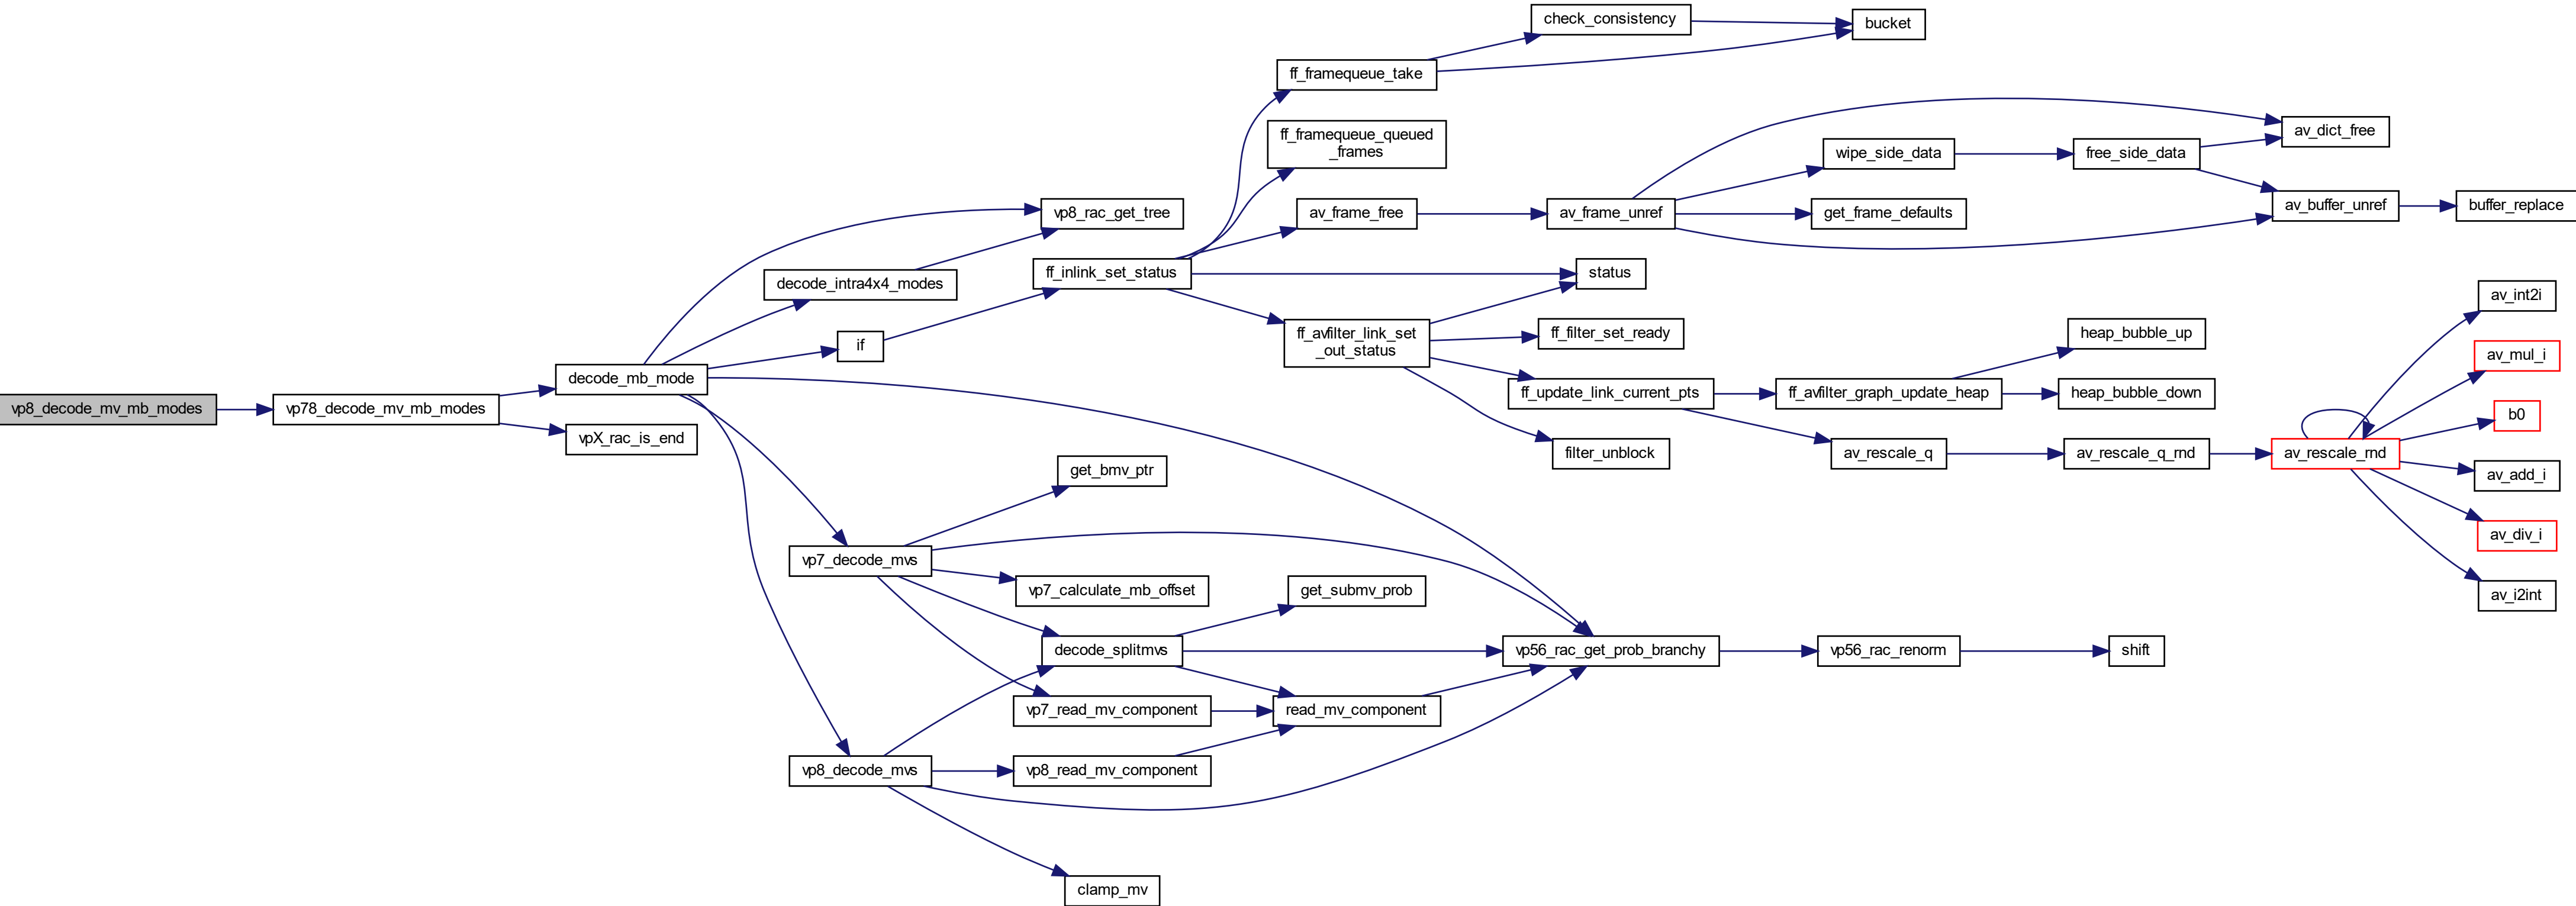 check_consistency
bucket
ff_framequeue_take
ff_framequeue_queued
_frames
av_dict_free
wipe_side_data
free_side_data
vp8_rac_get_tree
av_frame_free
av_frame_unref
get_frame_defaults
av_buffer_unref
buffer_replace
decode_intra4x4_modes
ff_inlink_set_status
status
av_int2i
if
ff_avfilter_link_set
_out_status
ff_filter_set_ready
heap_bubble_up
av_mul_i
decode_mb_mode
ff_update_link_current_pts
ff_avfilter_graph_update_heap
heap_bubble_down
vp8_decode_mv_mb_modes
vp78_decode_mv_mb_modes
b0
vpX_rac_is_end
filter_unblock
av_rescale_q
av_rescale_q_rnd
av_rescale_rnd
get_bmv_ptr
av_add_i
vp7_decode_mvs
av_div_i
vp7_calculate_mb_offset
get_submv_prob
av_i2int
decode_splitmvs
vp56_rac_get_prob_branchy
vp56_rac_renorm
shift
vp7_read_mv_component
read_mv_component
vp8_decode_mvs
vp8_read_mv_component
clamp_mv